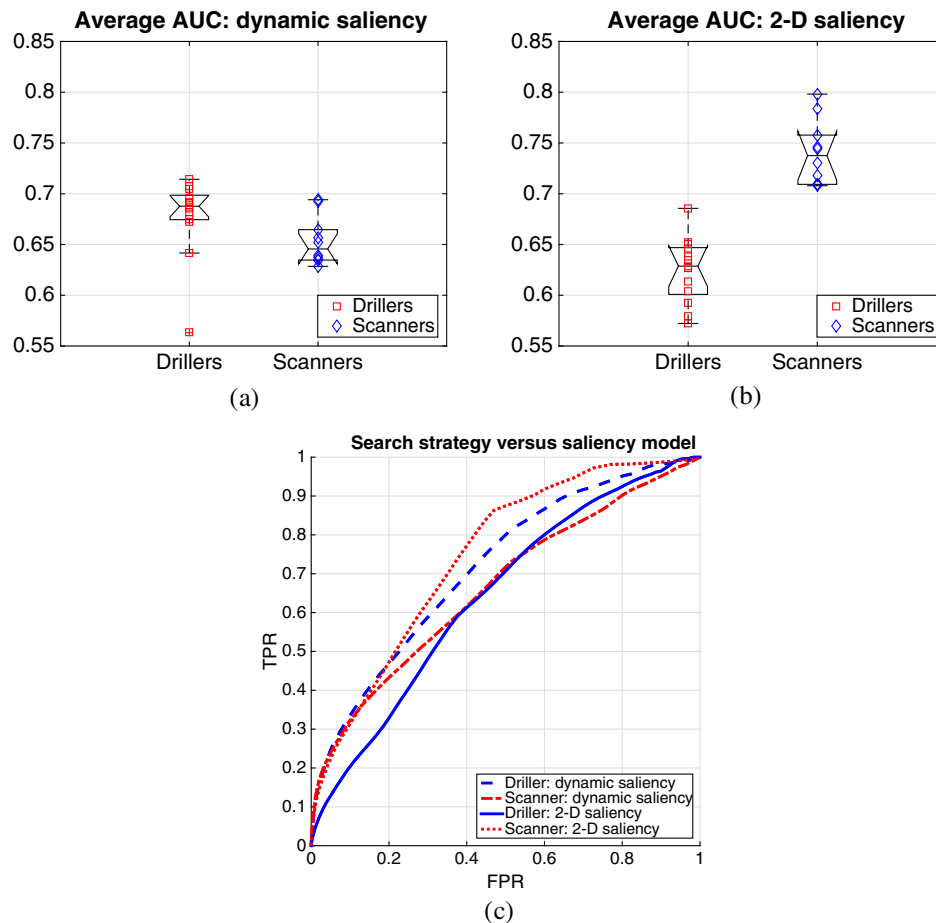 Average AUC: dynamic saliency
0.85
0.8
0.75
0.7
0.65
0.6
0.55
Drillers
Scanners
Drillers Scanners
(a)
Average AUC: 2-D saliency
0.85
0.8
0.75
0.7
0.65
0.6
0.55
Drillers
Scanners
Drillers Scanners
(b)
Search strategy versus saliency model
1
0.9
0.8
0.7
0.6
0.5
0.4
0.3
0.2
0.1
0
TPR
Driller: dynamic saliency
Scanner: dynamic saliency
Driller: 2-D saliency
Scanner: 2-D saliency
0 0.2 0.4 0.6 0.8 1
FPR
(c)